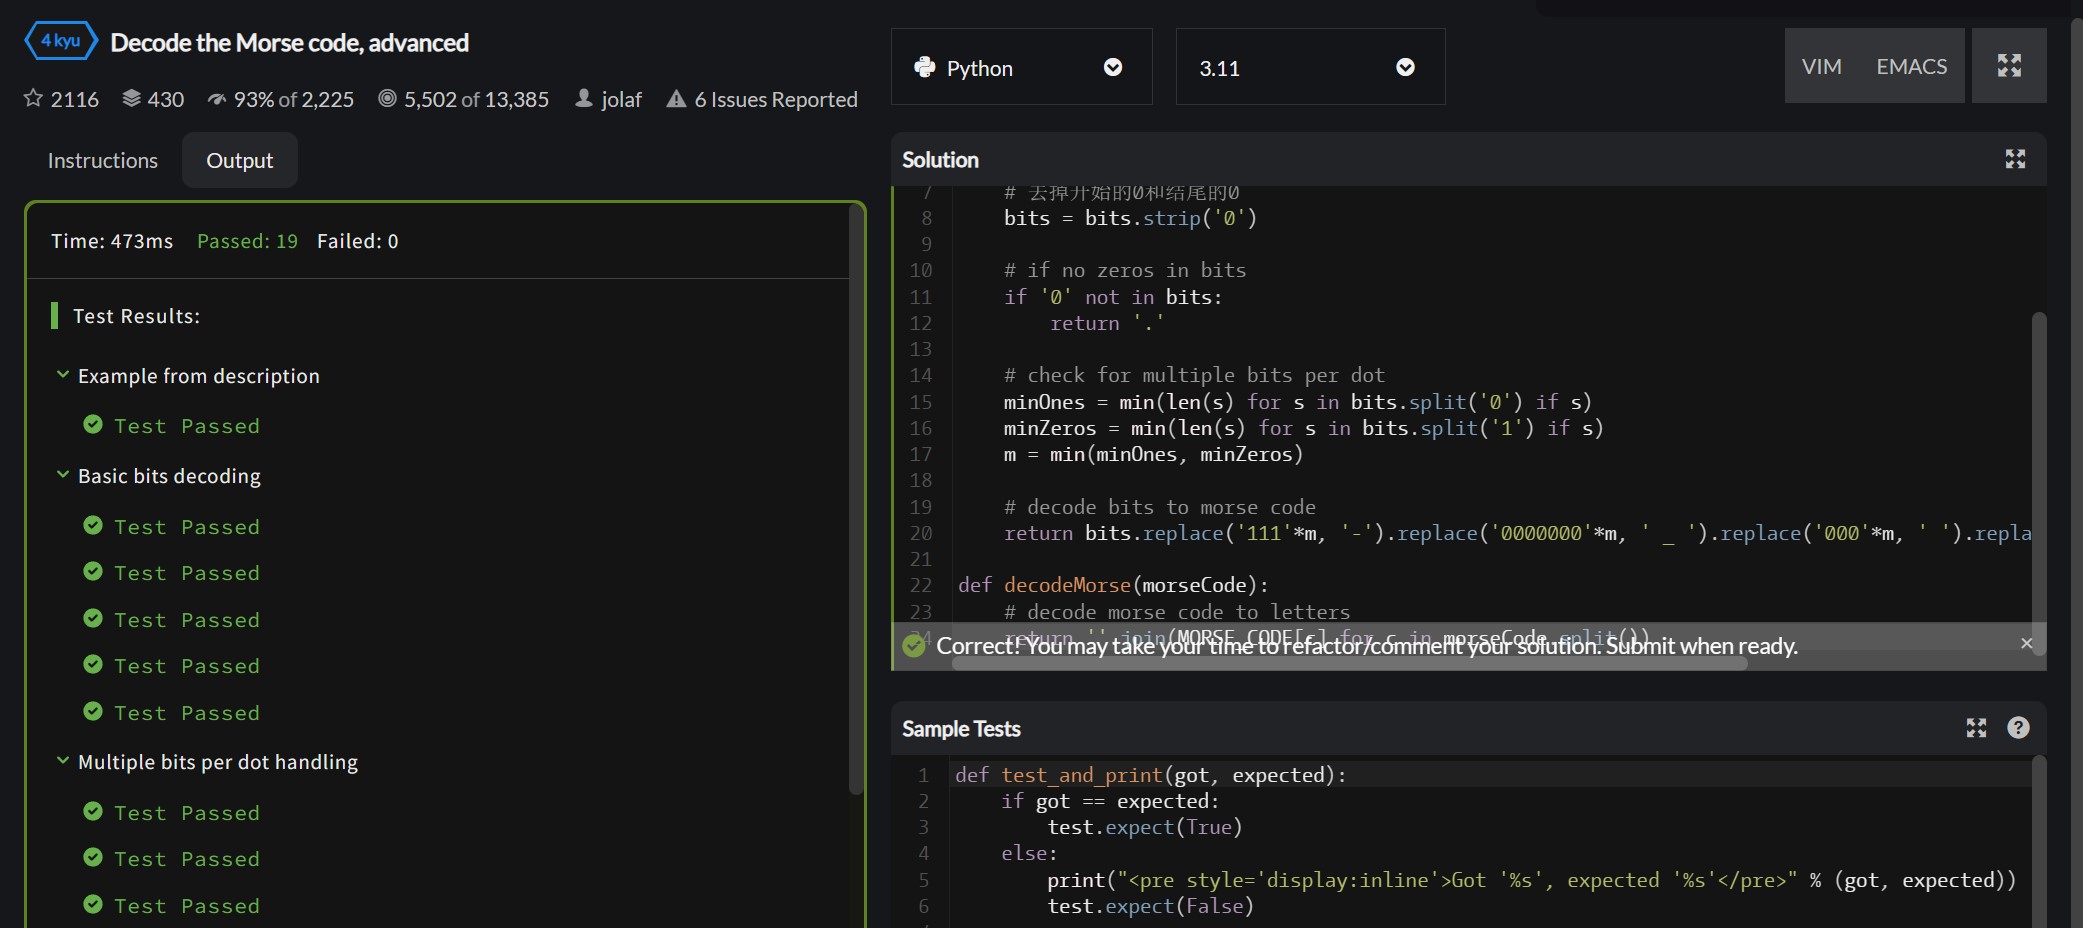 4 kyu
Decode the Morse code, advanced
2116 430 93% of 2,225 5,502 of 13,385 jolaf 6 Issues Reported
Instructions Output
Time: 473ms Passed: 19 Failed: 0
Test Results:
Example from description
Test Passed
Basic bits decoding
Test Passed
Test Passed
Test Passed
Test Passed
Test Passed
Multiple bits per dot handling
Test Passed
Test Passed
Test Passed
Python
3.11
VIM EMACS
Solution
7 # 去掉开始的0和结尾的0
8 bits = bits.strip('0')
9
10 # if no zeros in bits
11 if '0' not in bits:
12 return '.'
13
14 # check for multiple bits per dot
15 minOnes = min(len(s) for s in bits.split('0') if s)
16 minZeros = min(len(s) for s in bits.split('1') if s)
17 m = min(minOnes, minZeros)
18
19 # decode bits to morse code
20 return bits.replace('111'*m, '-').replace('0000000'*m, ' _ ').replace('000'*m, ' ').repla
21
22 def decodeMorse(morseCode):
23 # decode morse code to letters
24 return ''.join(MORSE_CODE[c] for c in morseCode.split())
Correct! You may take your time to refactor/comment your solution. Submit when ready.
Sample Tests
1 def test_and_print(got, expected):
2 if got == expected:
3 test.expect(True)
4 else:
5 print("<pre style='display:inline'>Got '%s', expected '%s'</pre>" % (got, expected))
6 test.expect(False)